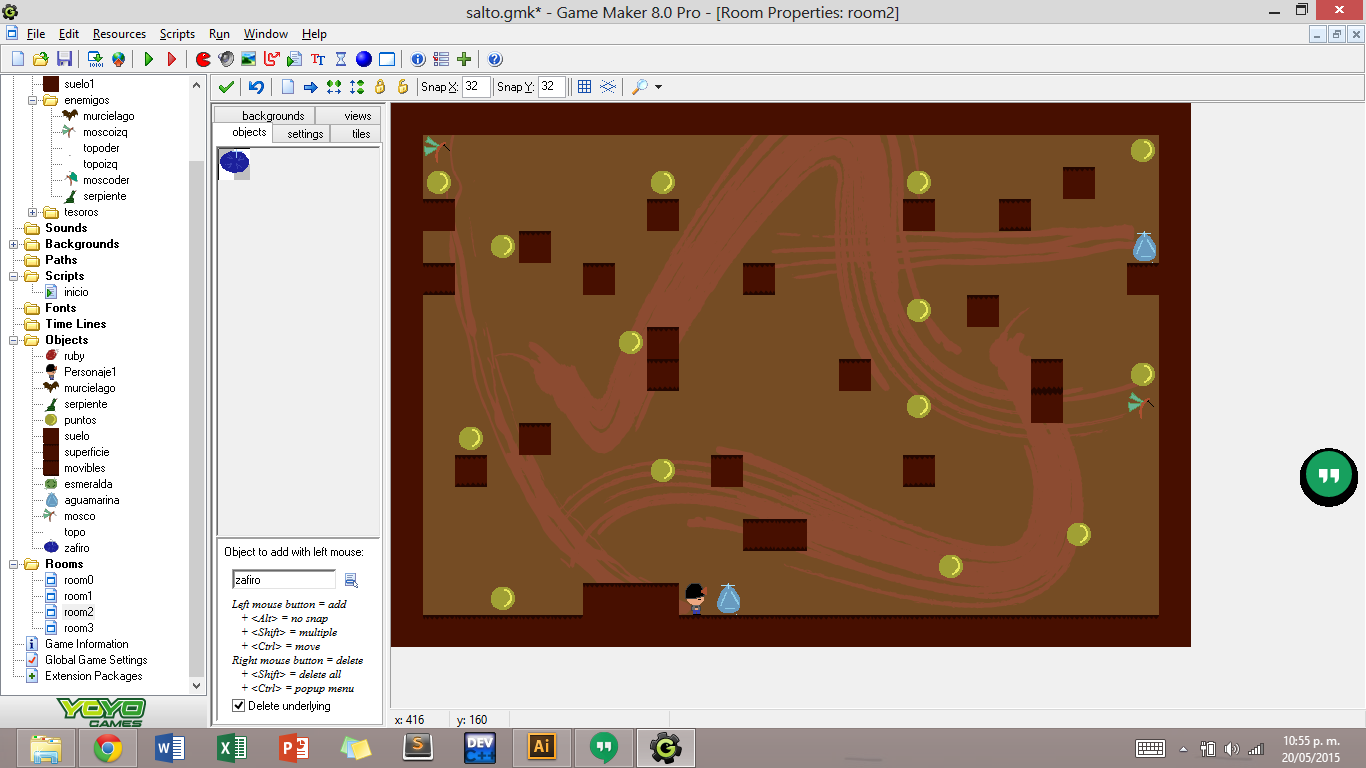 salto.gmk* - Game Maker 8.0 Pro - [Room Properties: room2]
File Edit Resources Scripts Run Window Help
Snap X: 32 Snap Y: 32
suelo1
enemigos
murcielago
moscoizq
topoder
topoizq
moscoder
serpiente
tesoros
Sounds
Backgrounds
Paths
Scripts
inicio
Fonts
Time Lines
Objects
ruby
Personaje1
murcielago
serpiente
puntos
suelo
superficie
movibles
esmeralda
aguamarina
mosco
topo
zafiro
Rooms
room0
room1
room2
room3
Game Information
Global Game Settings
Extension Packages
YOYO
GAMES
backgrounds views
objects settings tiles
Object to add with left mouse:
zafiro
Left mouse button = add
+ <Alt> = no snap
+ <Shift> = multiple
+ <Ctrl> = move
Right mouse button = delete
+ <Shift> = delete all
+ <Ctrl> = popup menu
Delete underlying
x: 416 y: 160
DEV
C++
Ai
10:55 p. m.
20/05/2015